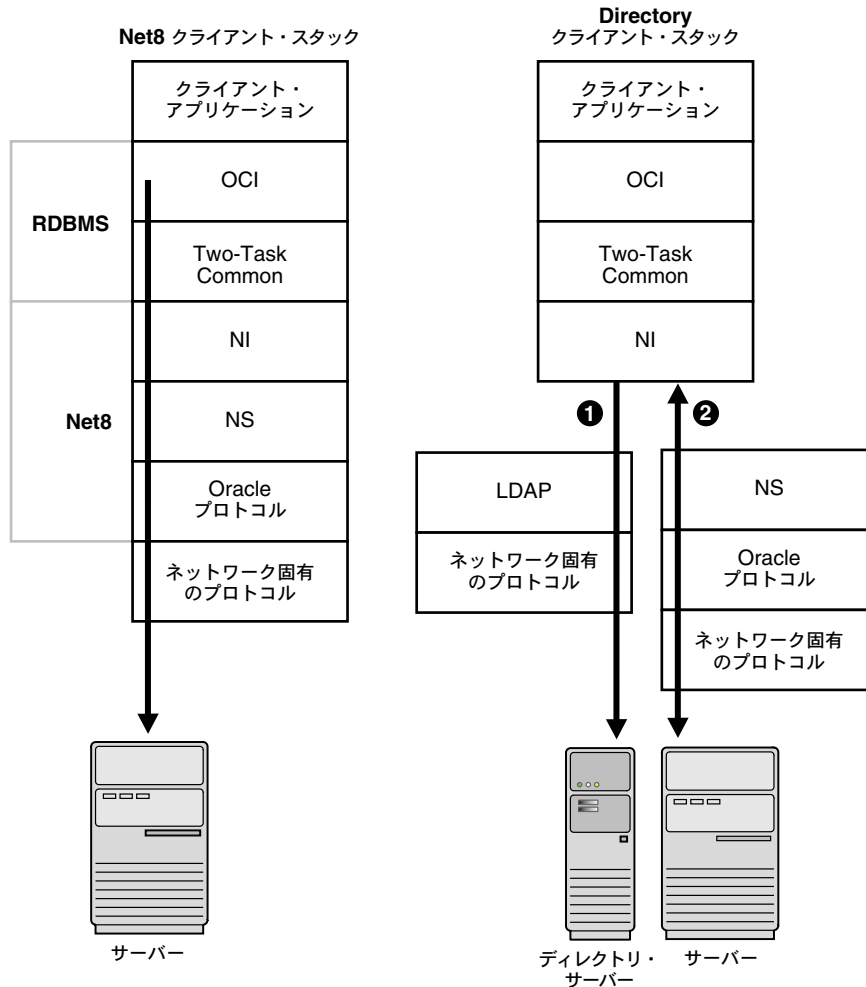 Net8 クライアント・スタック
クライアント・
アプリケーション
RDBMS
OCI
Two-Task
Common
Net8
NI
NS
Oracle
プロトコル
ネットワーク固有
のプロトコル
サーバー
Directory
クライアント・スタック
クライアント・
アプリケーション
OCI
Two-Task
Common
NI
❶
❷
LDAP
ネットワーク固有
のプロトコル
NS
Oracle
プロトコル
ネットワーク固有
のプロトコル
ディレクトリ・
サーバー
サーバー